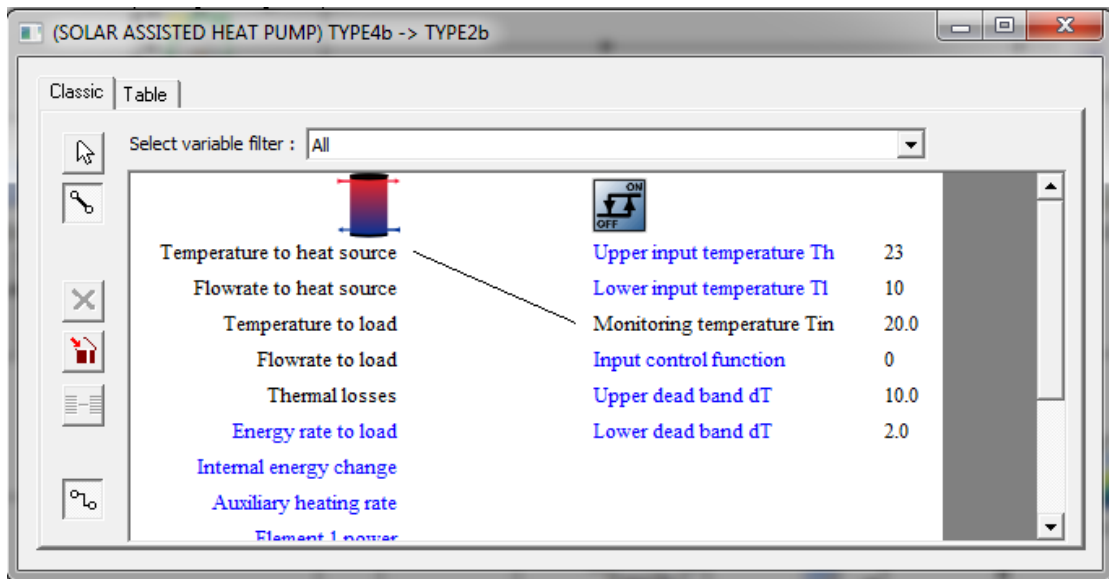 (SOLAR ASSISTED HEAT PUMP) TYPE4b -> TYPE2b
Classic Table
Select variable filter : All
ON
OFF
Temperature to heat source Upper input temperature Th 23
Flowrate to heat source Lower input temperature Tl 10
Temperature to load Monitoring temperature Tin 20.0
Flowrate to load Input control function 0
Thermal losses Upper dead band dT 10.0
Energy rate to load Lower dead band dT 2.0
Internal energy change
Auxiliary heating rate
Element 1 power